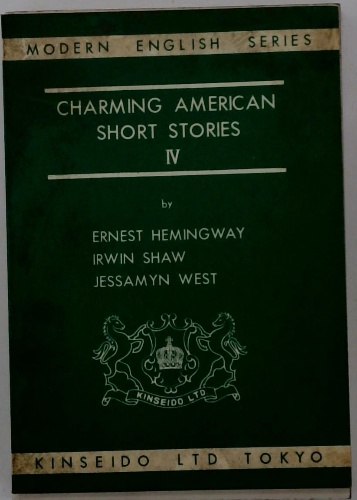 MODERN ENGLISH SERIES
CHARMING AMERICAN
SHORT STORIES
IV
by
ERNEST HEMINGWAY
IRWIN SHAW
JESSAMYN WEST
KINSEIDO LTD
KINSEIDO LTD TOKYO